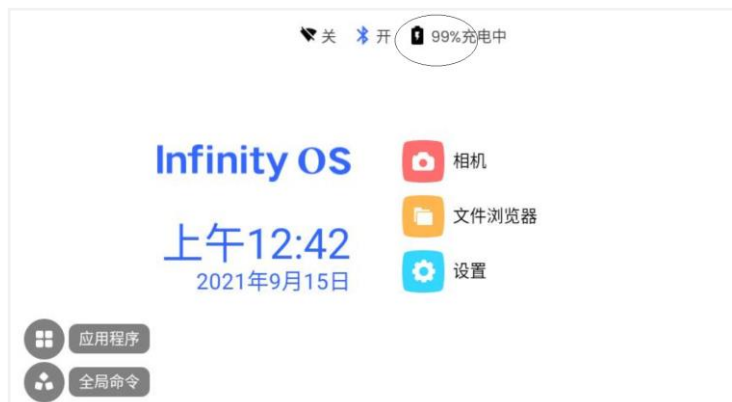 关 开 99%充电中
Infinity OS
相机
文件浏览器
上午12:42
2021年9月15日
设置
应用程序
全局命令